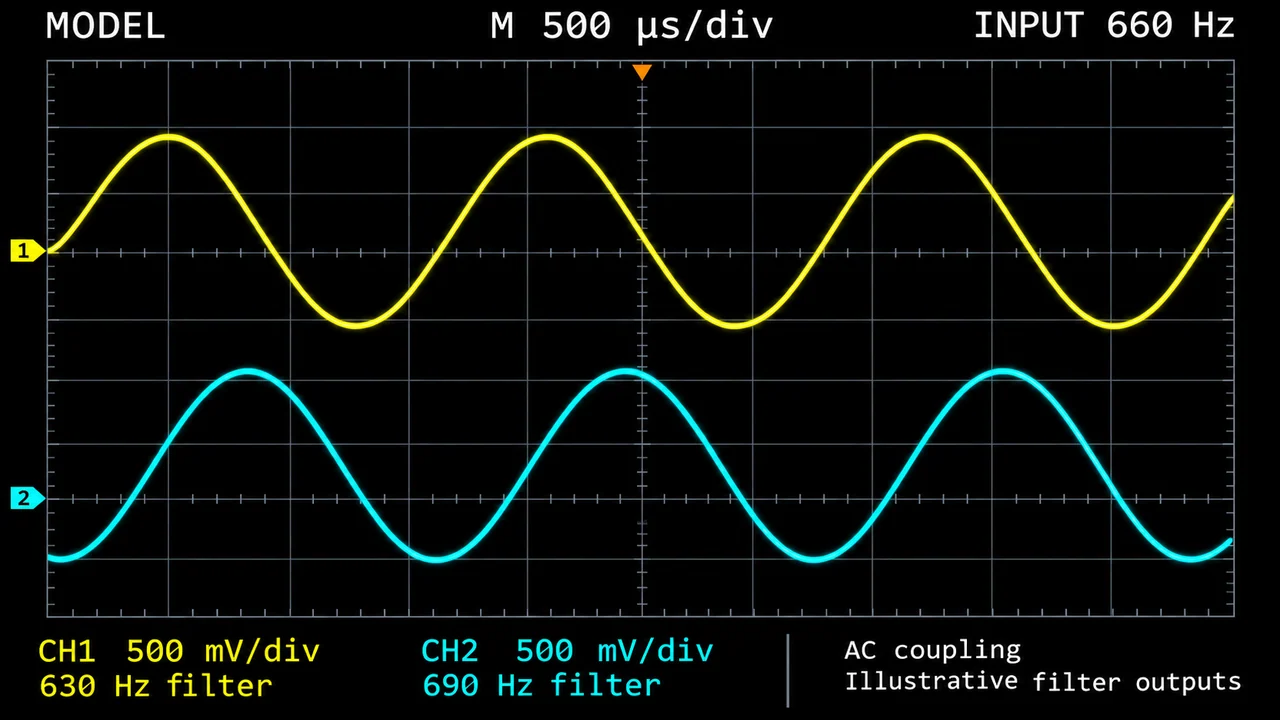 MODEL
M 500 µs/div
INPUT 660 Hz
1
2
CH1 500 mV/div
630 Hz filter
CH2 500 mV/div
690 Hz filter
AC coupling
Illustrative filter outputs